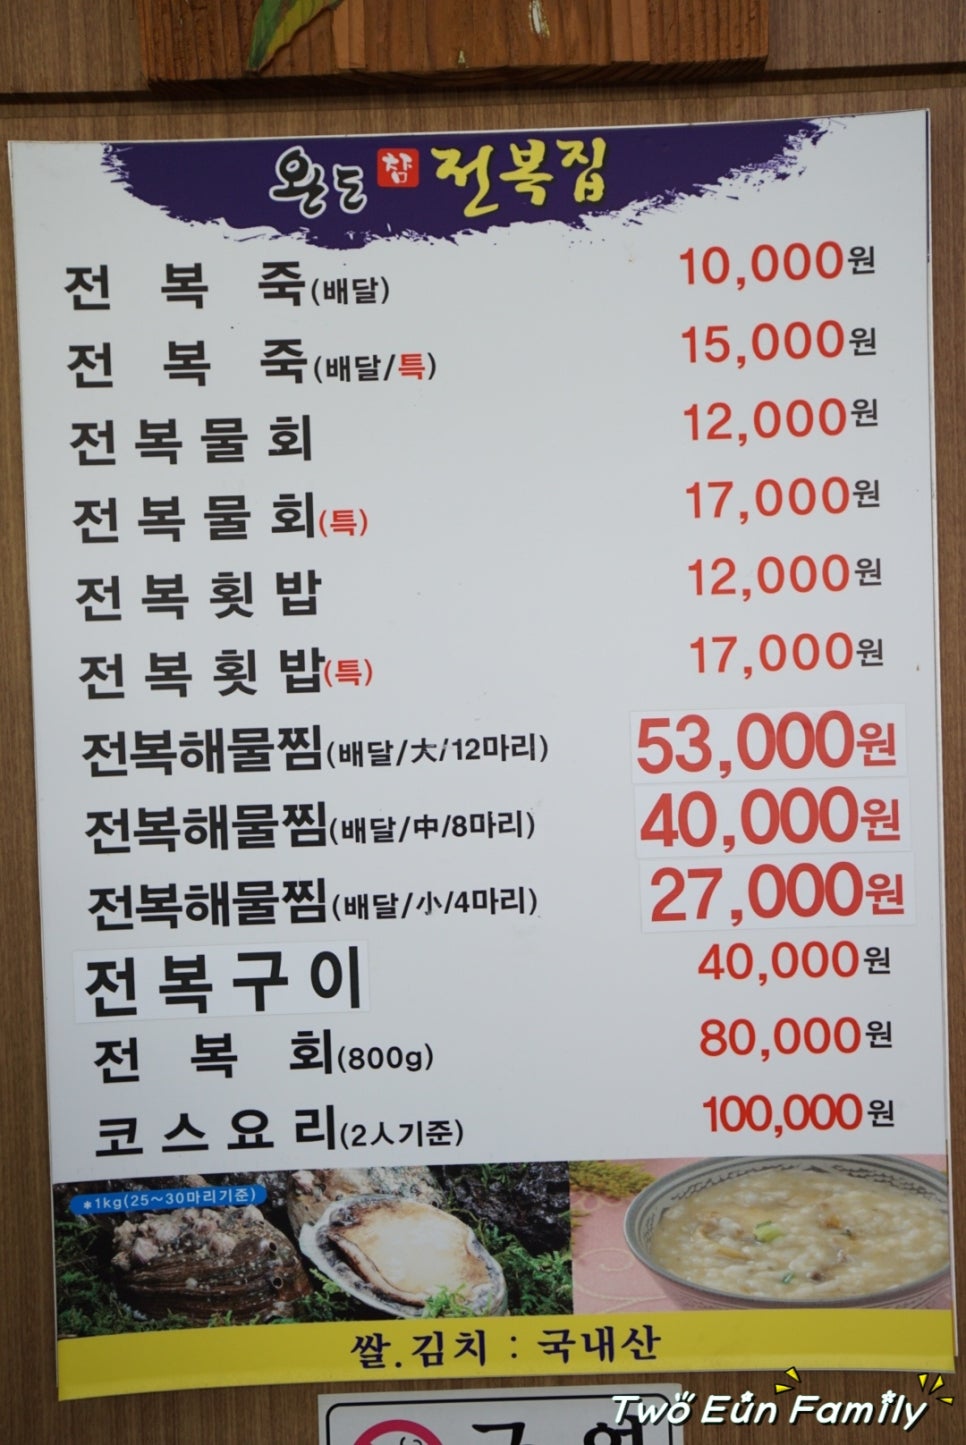 완도 참 전복집
전 복 죽(배달) 10,000원
전 복 죽(배달/특) 15,000원
전복물회 12,000원
전복물회(특) 17,000원
전복횟밥 12,000원
전복횟밥(특) 17,000원
전복해물찜(배달/大/12마리) 53,000원
전복해물찜(배달/中/8마리) 40,000원
전복해물찜(배달/小/4마리) 27,000원
전복구이 40,000원
전 복 회(800g) 80,000원
코스요리(2人기준) 100,000원
*1kg(25~30마리기준)
쌀.김치 : 국내산
Two Eun Family